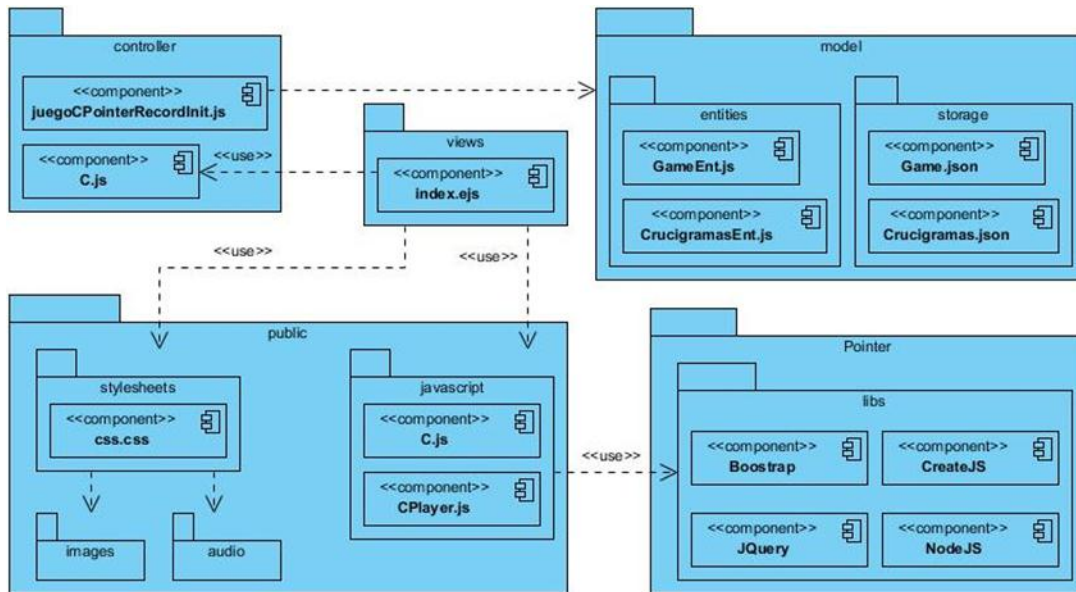 controller
<<component>>
juegoCPointerRecordInit.js
<<component>>
C.js
<<use>>
views
<<component>>
index.ejs
model
entities
<<component>>
GameEnt.js
<<component>>
CrucigramasEnt.js
storage
<<component>>
Game.json
<<component>>
Crucigramas.json
<<use>>
<<use>>
public
stylesheets
<<component>>
css.css
images
audio
javascript
<<component>>
C.js
<<component>>
CPlayer.js
<<use>>
Pointer
libs
<<component>>
Boostrap
<<component>>
CreateJS
<<component>>
JQuery
<<component>>
NodeJS